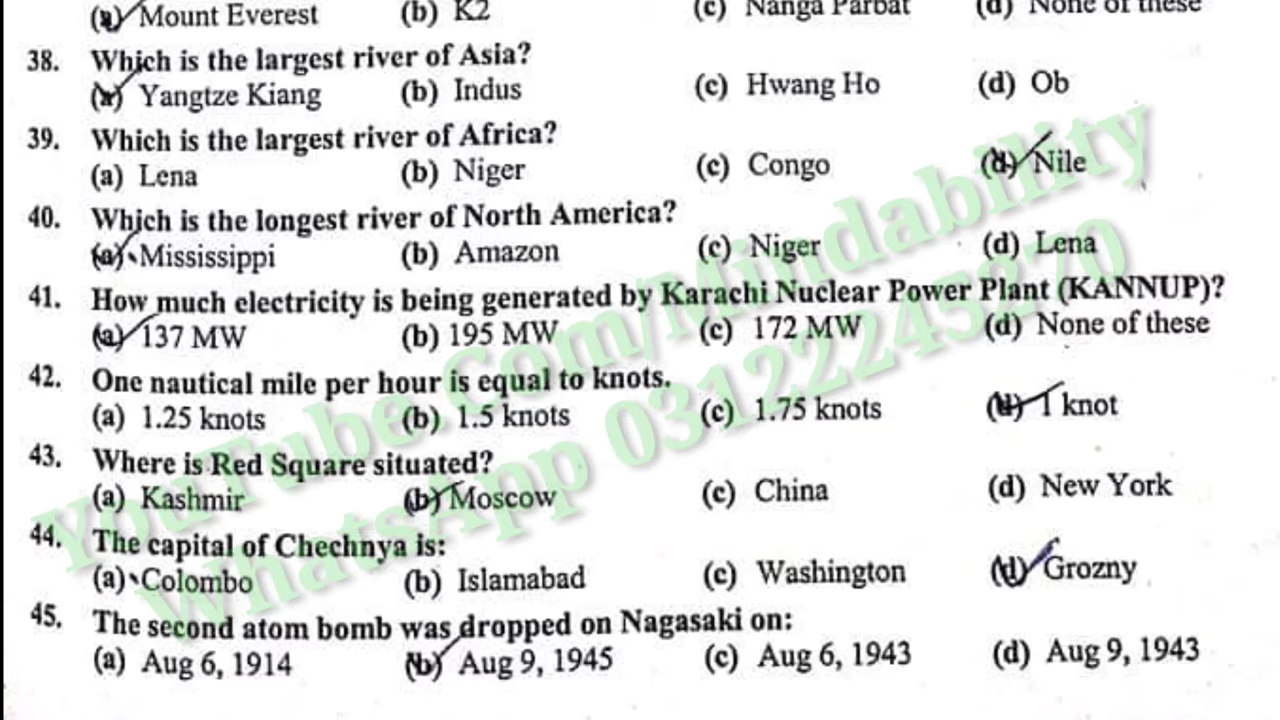 (a) Mount Everest (b) K2 (c) Nanga Parbat (d) None of these
38. Which is the largest river of Asia?
(a) Yangtze Kiang (b) Indus (c) Hwang Ho (d) Ob
39. Which is the largest river of Africa?
(a) Lena (b) Niger (c) Congo (d) Nile
40. Which is the longest river of North America?
(a) Mississippi (b) Amazon (c) Niger (d) Lena
41. How much electricity is being generated by Karachi Nuclear Power Plant (KANNUP)?
(a) 137 MW (b) 195 MW (c) 172 MW (d) None of these
42. One nautical mile per hour is equal to knots.
(a) 1.25 knots (b) 1.5 knots (c) 1.75 knots (d) 1 knot
43. Where is Red Square situated?
(a) Kashmir (b) Moscow (c) China (d) New York
44. The capital of Chechnya is:
(a) Colombo (b) Islamabad (c) Washington (d) Grozny
45. The second atom bomb was dropped on Nagasaki on:
(a) Aug 6, 1914 (b) Aug 9, 1945 (c) Aug 6, 1943 (d) Aug 9, 1943
YouTube.Com/Mindability
WhatsApp 03122245270